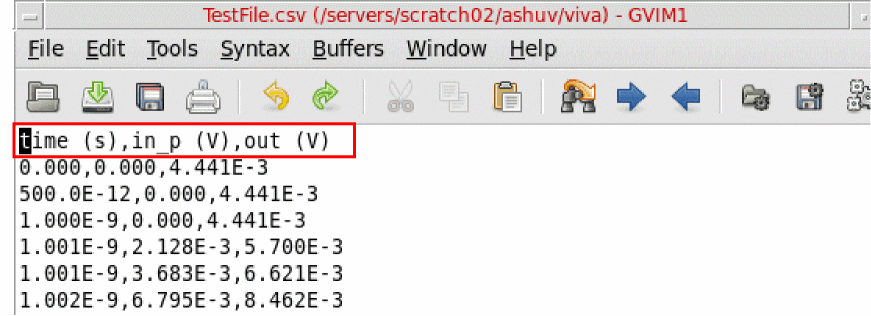 TestFile.csv (/servers/scratch02/ashuv/viva) - GVIM1
File Edit Tools Syntax Buffers Window Help
time (s),in_p (V),out (V)
0.000,0.000,4.441E-3
500.0E-12,0.000,4.441E-3
1.000E-9,0.000,4.441E-3
1.001E-9,2.128E-3,5.700E-3
1.001E-9,3.683E-3,6.621E-3
1.002E-9,6.795E-3,8.462E-3